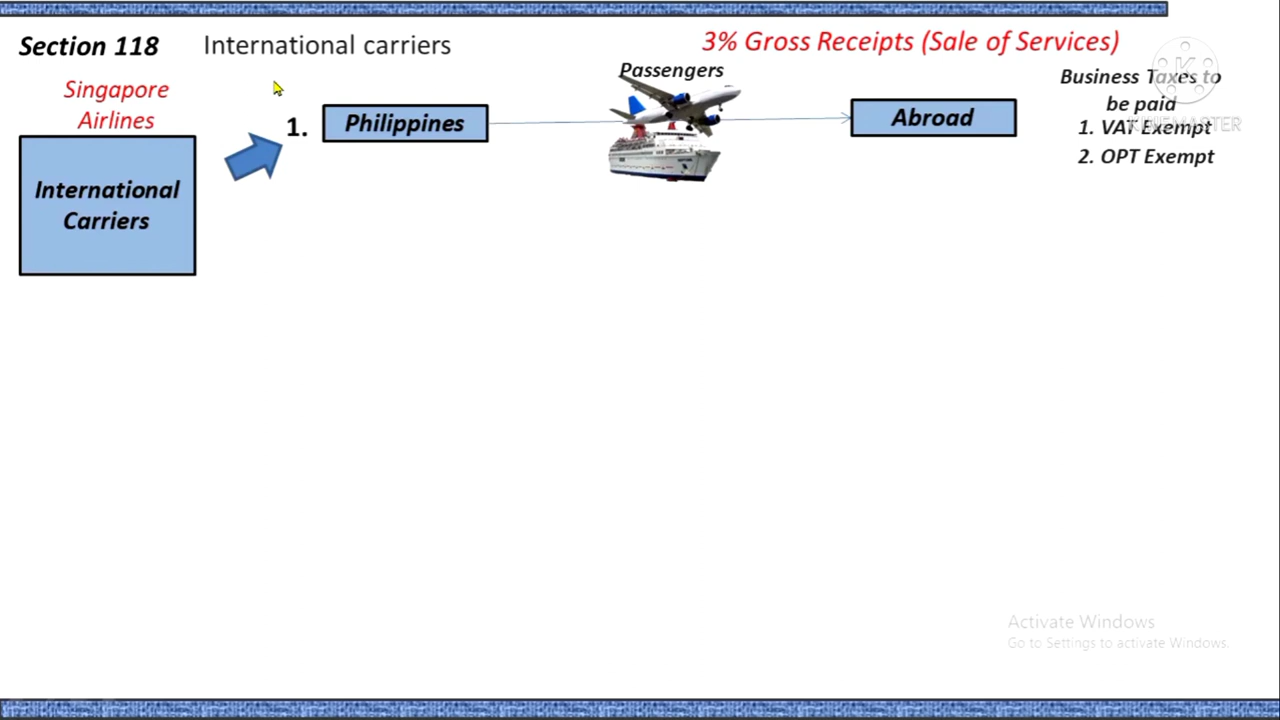 Section 118
International carriers
3% Gross Receipts (Sale of Services)
Singapore
Airlines
International
Carriers
1.
Philippines
Passengers
Abroad
Business Taxes to
be paid
1. VAT Exempt
2. OPT Exempt
K
KINEMASTER
Activate Windows
Go to Settings to activate Windows.